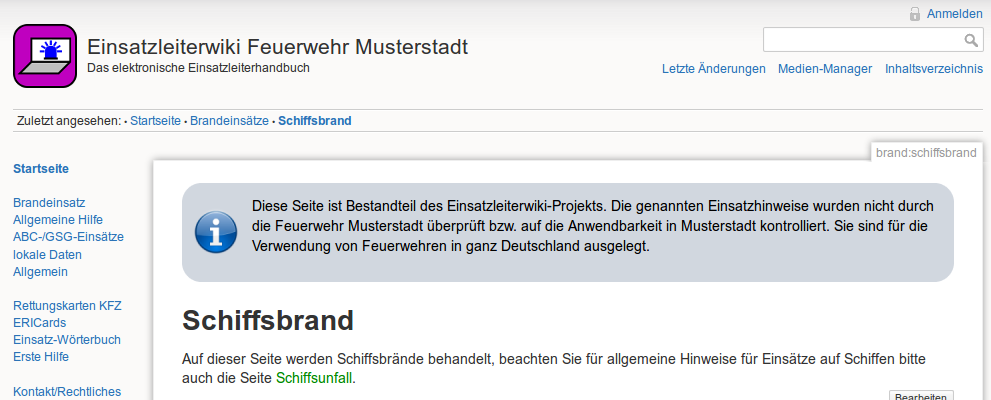 Anmelden
Einsatzleiterwiki Feuerwehr Musterstadt
Das elektronische Einsatzleiterhandbuch
Letzte Änderungen Medien-Manager Inhaltsverzeichnis
Zuletzt angesehen: • Startseite • Brandeinsätze • Schiffsbrand
brand:schiffsbrand
Startseite
Brandeinsatz
Allgemeine Hilfe
ABC-/GSG-Einsätze
lokale Daten
Allgemein
Rettungskarten KFZ
ERICards
Einsatz-Wörterbuch
Erste Hilfe
Kontakt/Rechtliches
Diese Seite ist Bestandteil des Einsatzleiterwiki-Projekts. Die genannten Einsatzhinweise wurden nicht durch
die Feuerwehr Musterstadt überprüft bzw. auf die Anwendbarkeit in Musterstadt kontrolliert. Sie sind für die
Verwendung von Feuerwehren in ganz Deutschland ausgelegt.
Schiffsbrand
Auf dieser Seite werden Schiffsbrände behandelt, beachten Sie für allgemeine Hinweise für Einsätze auf Schiffen bitte
auch die Seite Schiffsunfall.
Bearbeiten